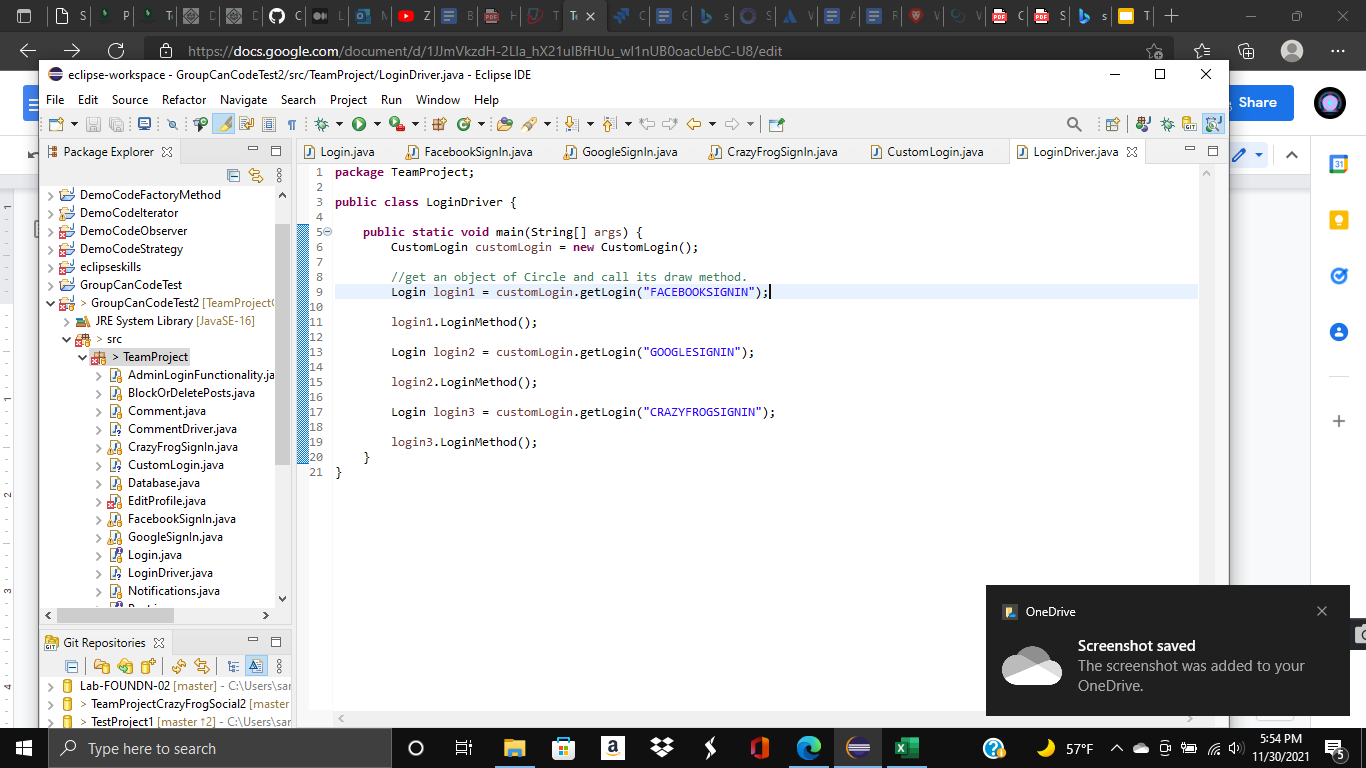 S
P
T
D
D
C
L
M
Z
B
H
T
Te
C
C
s
S
W
A
R
V
W
C
S
s
T
https://docs.google.com/document/d/1JJmVkzdH-2Lla_hX21ulBfHUu_wl1nUB0oacUebC-U8/edit
eclipse-workspace - GroupCanCodeTest2/src/TeamProject/LoginDriver.java - Eclipse IDE
File Edit Source Refactor Navigate Search Project Run Window Help
Share
Package Explorer
Login.java FacebookSignIn.java GoogleSignIn.java CrazyFrogSignIn.java CustomLogin.java LoginDriver.java
DemoCodeFactoryMethod
DemoCodeIterator
DemoCodeObserver
DemoCodeStrategy
eclipseskills
GroupCanCodeTest
> GroupCanCodeTest2 [TeamProject
JRE System Library [JavaSE-16]
> src
> TeamProject
AdminLoginFunctionality.ja
BlockOrDeletePosts.java
Comment.java
CommentDriver.java
CrazyFrogSignIn.java
CustomLogin.java
Database.java
EditProfile.java
FacebookSignIn.java
GoogleSignIn.java
Login.java
LoginDriver.java
Notifications.java
1 package TeamProject;
2
3 public class LoginDriver {
4
5 public static void main(String[] args) {
6 CustomLogin customLogin = new CustomLogin();
7
8 //get an object of Circle and call its draw method.
9 Login login1 = customLogin.getLogin("FACEBOOKSIGNIN");
10
11 login1.LoginMethod();
12
13 Login login2 = customLogin.getLogin("GOOGLESIGNIN");
14
15 login2.LoginMethod();
16
17 Login login3 = customLogin.getLogin("CRAZYFROGSIGNIN");
18
19 login3.LoginMethod();
20 }
21 }
Git Repositories
Lab-FOUNDN-02 [master] - C:\Users\sar
> TeamProjectCrazyFrogSocial2 [master
> TestProject1 [master ↑2] - C:\Users\sar
OneDrive
Screenshot saved
The screenshot was added to your
OneDrive.
Type here to search
57°F
5:54 PM
11/30/2021
5